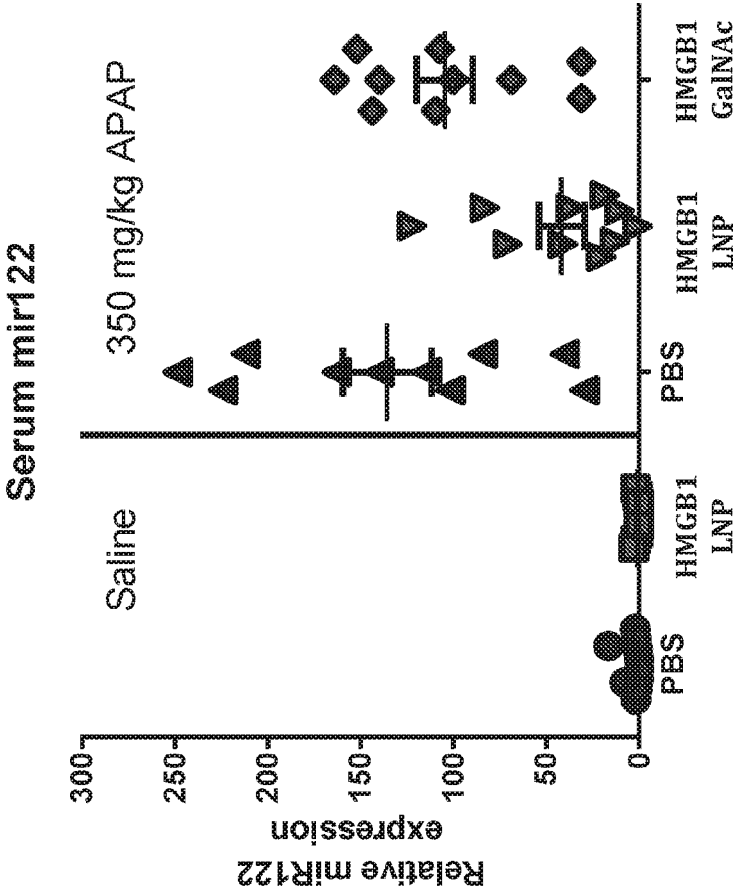 Serum mir122
Saline
350 mg/kg APAP
Relative miR122
expression
300
250
200
150
100
50
0
PBS
HMGB1
LNP
PBS
HMGB1
LNP
HMGB1
GalNAc